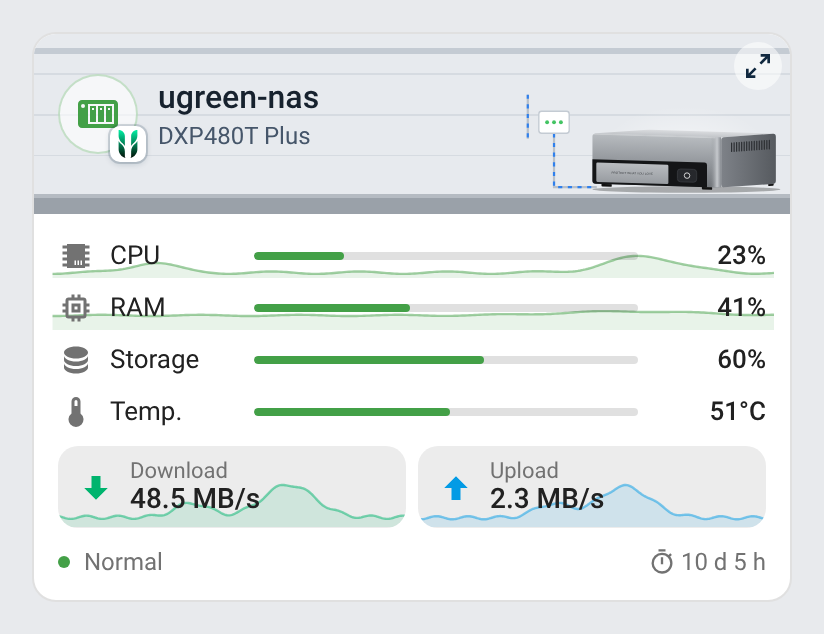 ugreen-nas
DXP480T Plus
CPU 23%
RAM 41%
Storage 60%
Temp. 51°C
Download
48.5 MB/s
Upload
2.3 MB/s
Normal
10 d 5 h